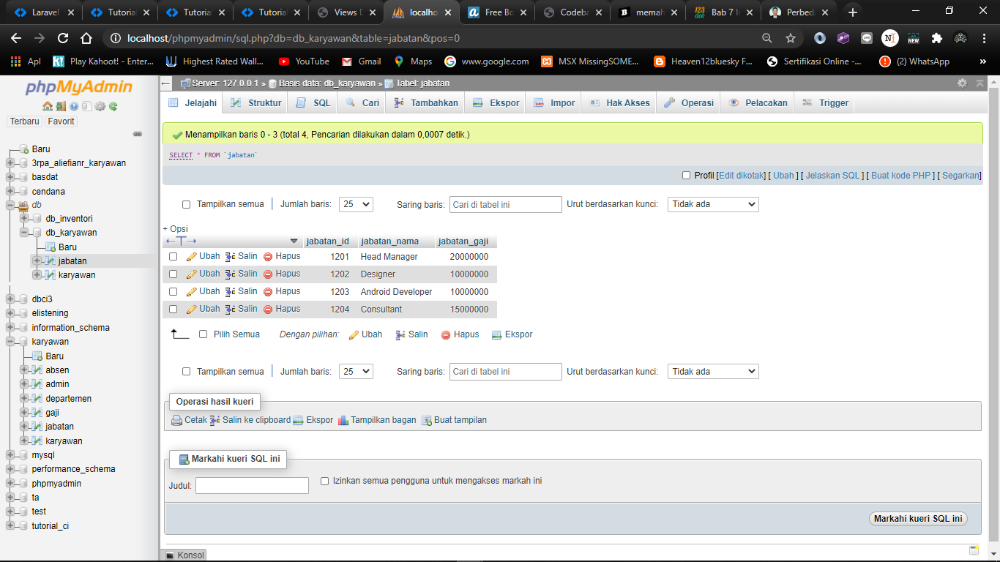 Laravel
Tutorial
Tutorial
Tutorial
Views D
localho
Free Bo
Codeba
memah
Bab 7 I
Perbed
localhost/phpmyadmin/sql.php?db=db_karyawan&table=jabatan&pos=0
Apl Play Kahoot! - Enter... Highest Rated Wall... YouTube Gmail Maps www.google.com MSX MissingSOME... Heaven12bluesky F... Sertifikasi Online -... (2) WhatsApp »
phpMyAdmin
Terbaru Favorit
Baru
3rpa_aliefianr_karyawan
basdat
cendana
db
db_inventori
db_karyawan
Baru
jabatan
karyawan
dbci3
elistening
information_schema
karyawan
Baru
absen
admin
departemen
gaji
jabatan
karyawan
mysql
performance_schema
phpmyadmin
ta
test
tutorial_ci
Server: 127.0.0.1 » Basis data: db_karyawan » Tabel: jabatan
Jelajahi Struktur SQL Cari Tambahkan Ekspor Impor Hak Akses Operasi Pelacakan Trigger
Menampilkan baris 0 - 3 (total 4, Pencarian dilakukan dalam 0,0007 detik.)
SELECT * FROM `jabatan`
Profil [Edit dikotak] [ Ubah ] [ Jelaskan SQL ] [ Buat kode PHP ] [ Segarkan]
Tampilkan semua | Jumlah baris: 25 Saring baris: Cari di tabel ini Urut berdasarkan kunci: Tidak ada
+ Opsi
←T→ jabatan_id jabatan_nama jabatan_gaji
Ubah Salin Hapus 1201 Head Manager 20000000
Ubah Salin Hapus 1202 Designer 10000000
Ubah Salin Hapus 1203 Android Developer 10000000
Ubah Salin Hapus 1204 Consultant 15000000
Pilih Semua Dengan pilihan: Ubah Salin Hapus Ekspor
Tampilkan semua | Jumlah baris: 25 Saring baris: Cari di tabel ini Urut berdasarkan kunci: Tidak ada
Operasi hasil kueri
Cetak Salin ke clipboard Ekspor Tampilkan bagan Buat tampilan
Markahi kueri SQL ini
Judul: Izinkan semua pengguna untuk mengakses markah ini
Markahi kueri SQL ini
Konsol